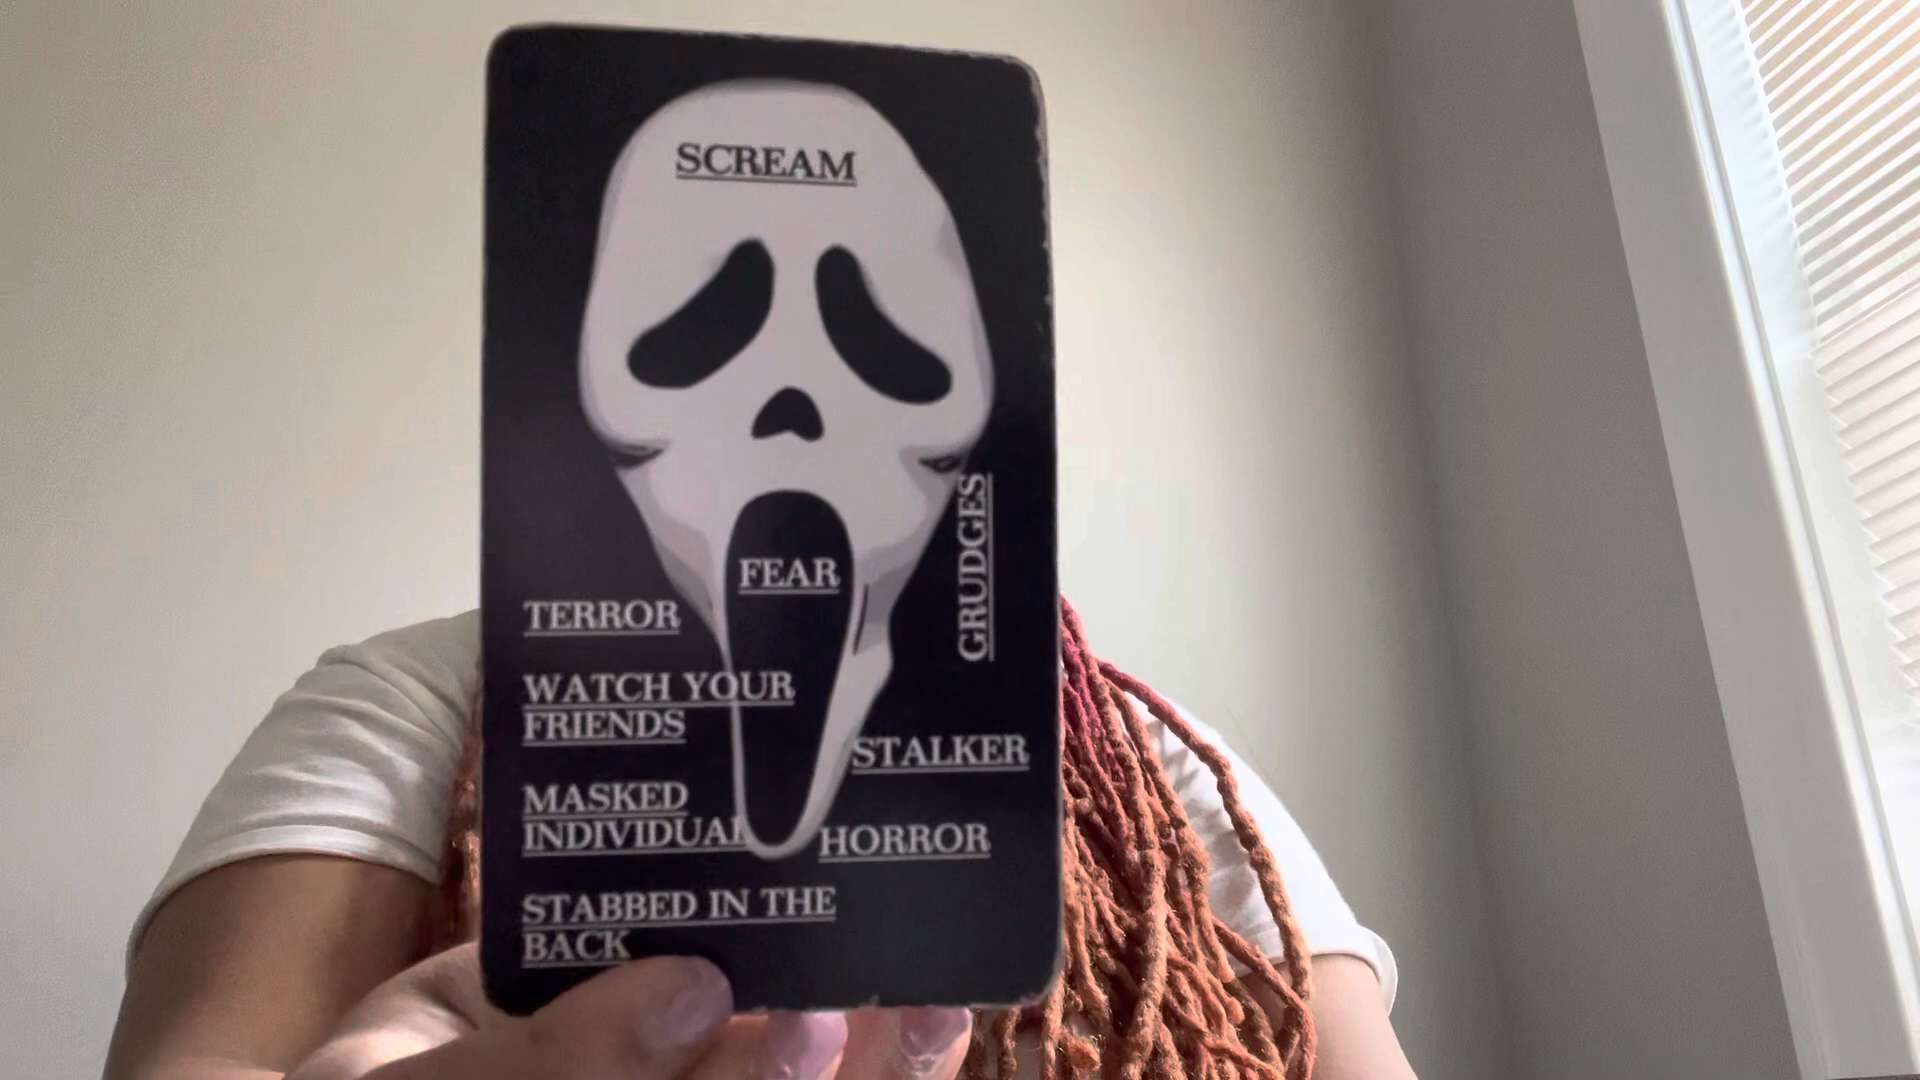 SCREAM
FEAR
GRUDGES
TERROR
WATCH YOUR
FRIENDS
STALKER
MASKED
INDIVIDUAL
HORROR
STABBED IN THE
BACK